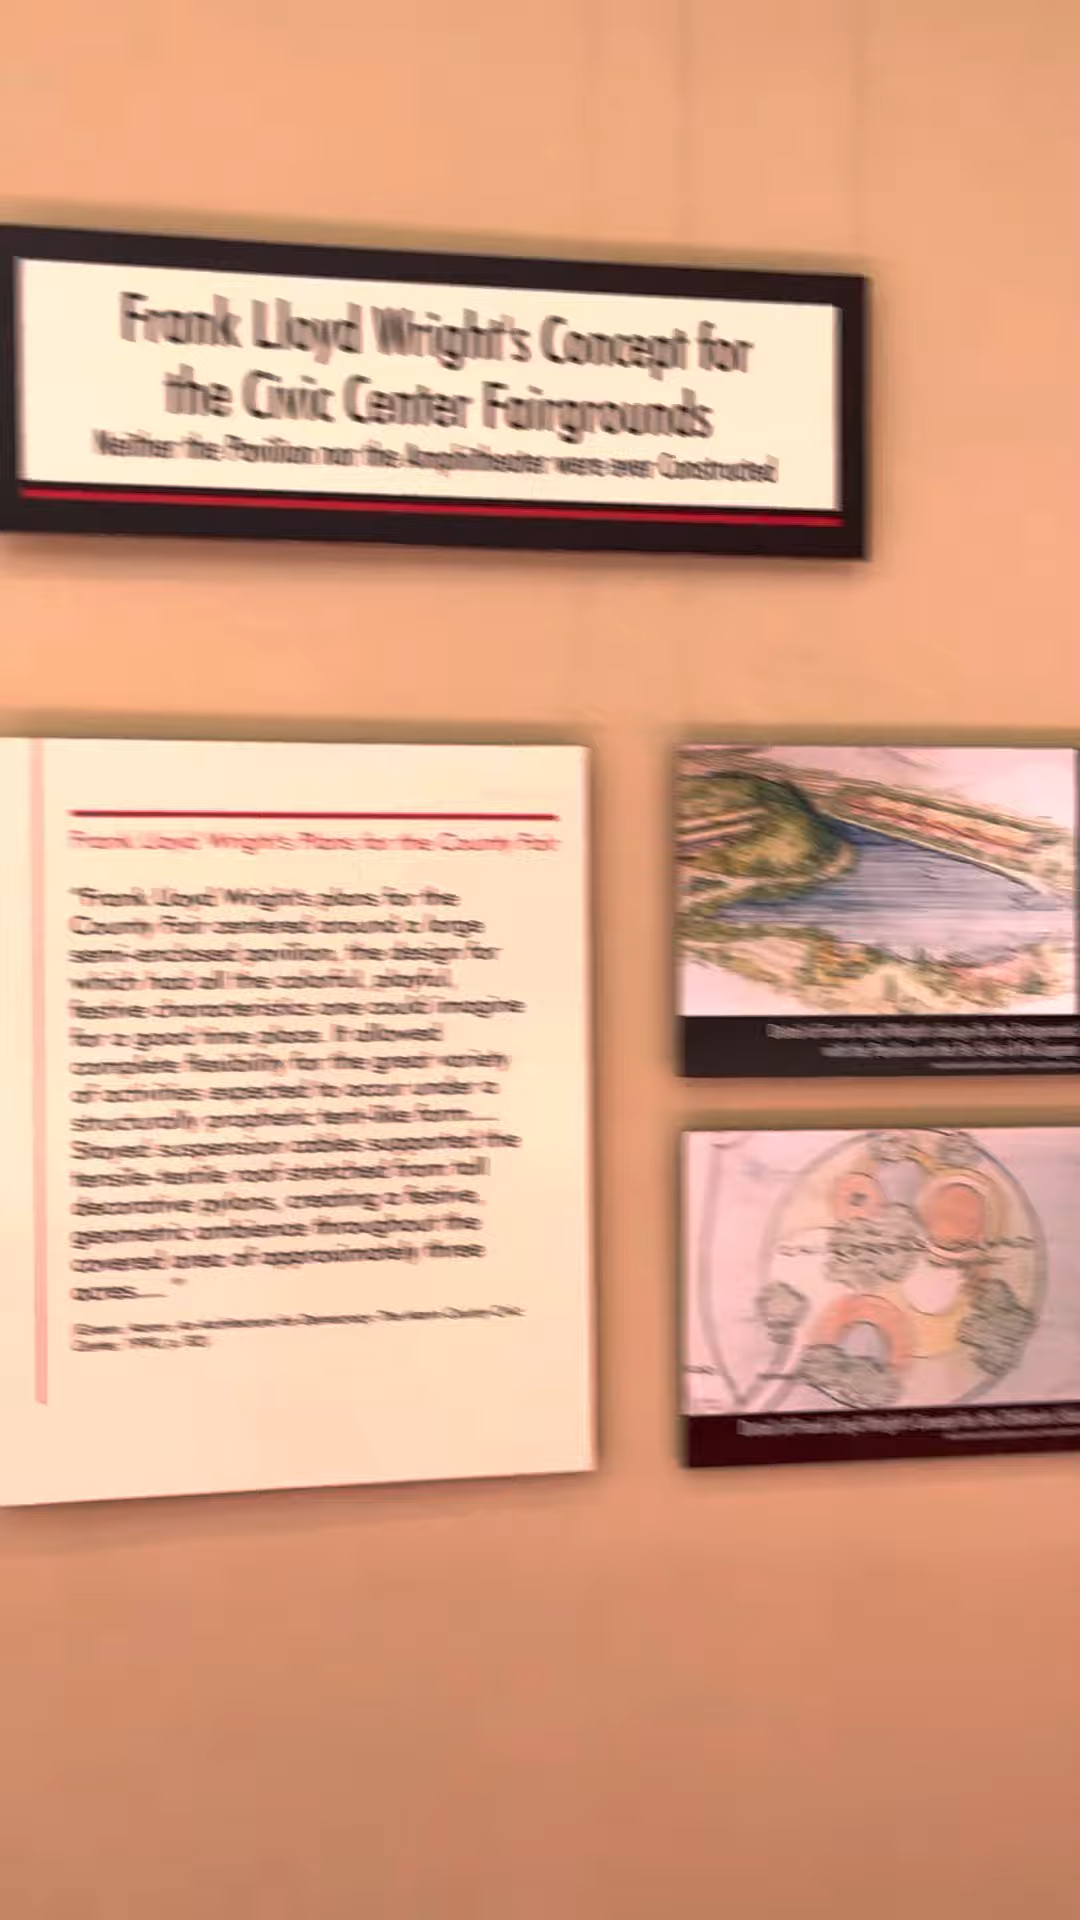 Frank Lloyd Wright's Concept for
the Civic Center Fairgrounds
Neither the Pavilion nor the Amphitheater were ever Constructed
Frank Lloyd Wright's Plans for the County Fair
"Frank Lloyd Wright's plans for the
County Fair centered around a large
semi-enclosed pavilion, the design for
which had all the colorful, playful,
festive characteristics one could imagine
for a good time place. It allowed
complete flexibility for the great variety
of activities expected to occur under a
structurally prophetic tent-like form....
Stayed suspension cables supported the
tensile-textile roof stretched from tall
decorative pylons, creating a festive,
geometric ambience throughout the
covered area of approximately three
acres...."